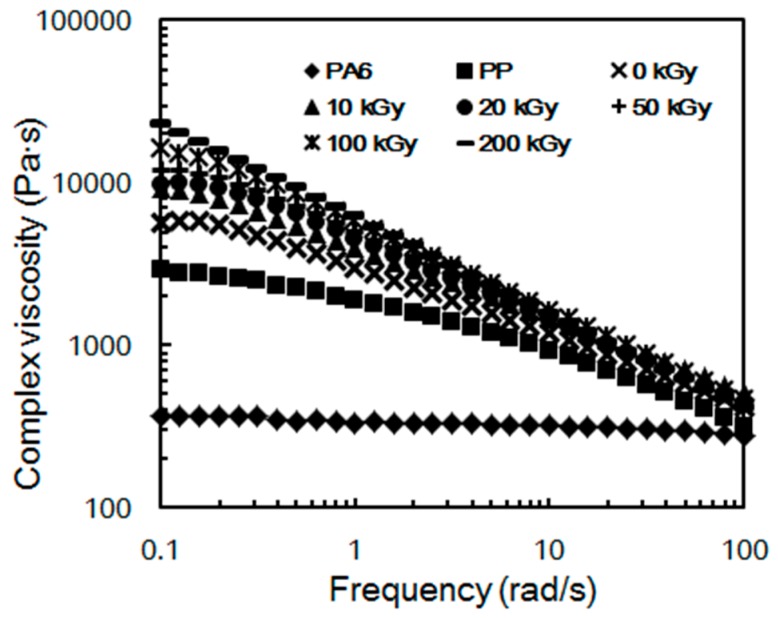 100000
10000
1000
100
Complex viscosity (Pa·s)
PA6 PP 0 kGy
10 kGy 20 kGy 50 kGy
100 kGy 200 kGy
0.1 1 10 100
Frequency (rad/s)